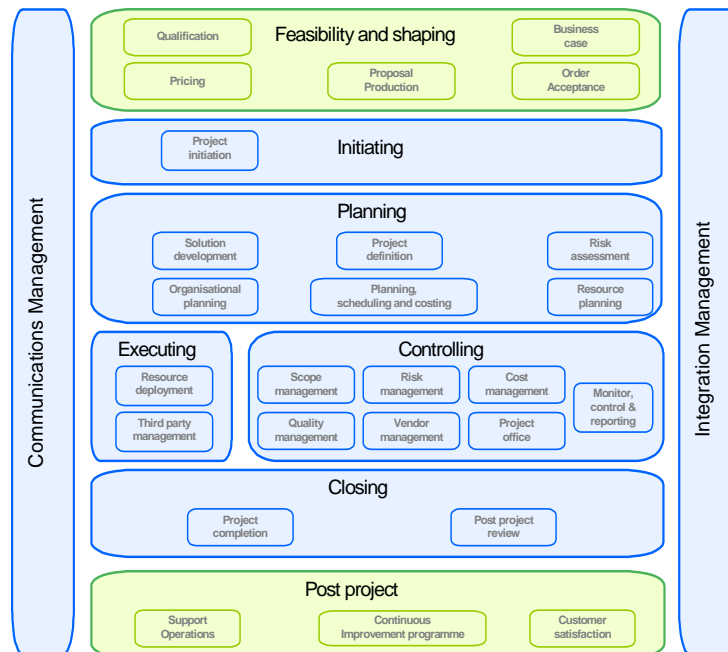 Communications Management
Feasibility and shaping
Qualification
Business
case
Pricing
Proposal
Production
Order
Acceptance
Initiating
Project
initiation
Planning
Solution
development
Project
definition
Risk
assessment
Organisational
planning
Planning,
scheduling and costing
Resource
planning
Executing
Resource
deployment
Third party
management
Controlling
Scope
management
Risk
management
Cost
management
Monitor,
control &
reporting
Quality
management
Vendor
management
Project
office
Closing
Project
completion
Post project
review
Post project
Support
Operations
Continuous
Improvement programme
Customer
satisfaction
Integration Management